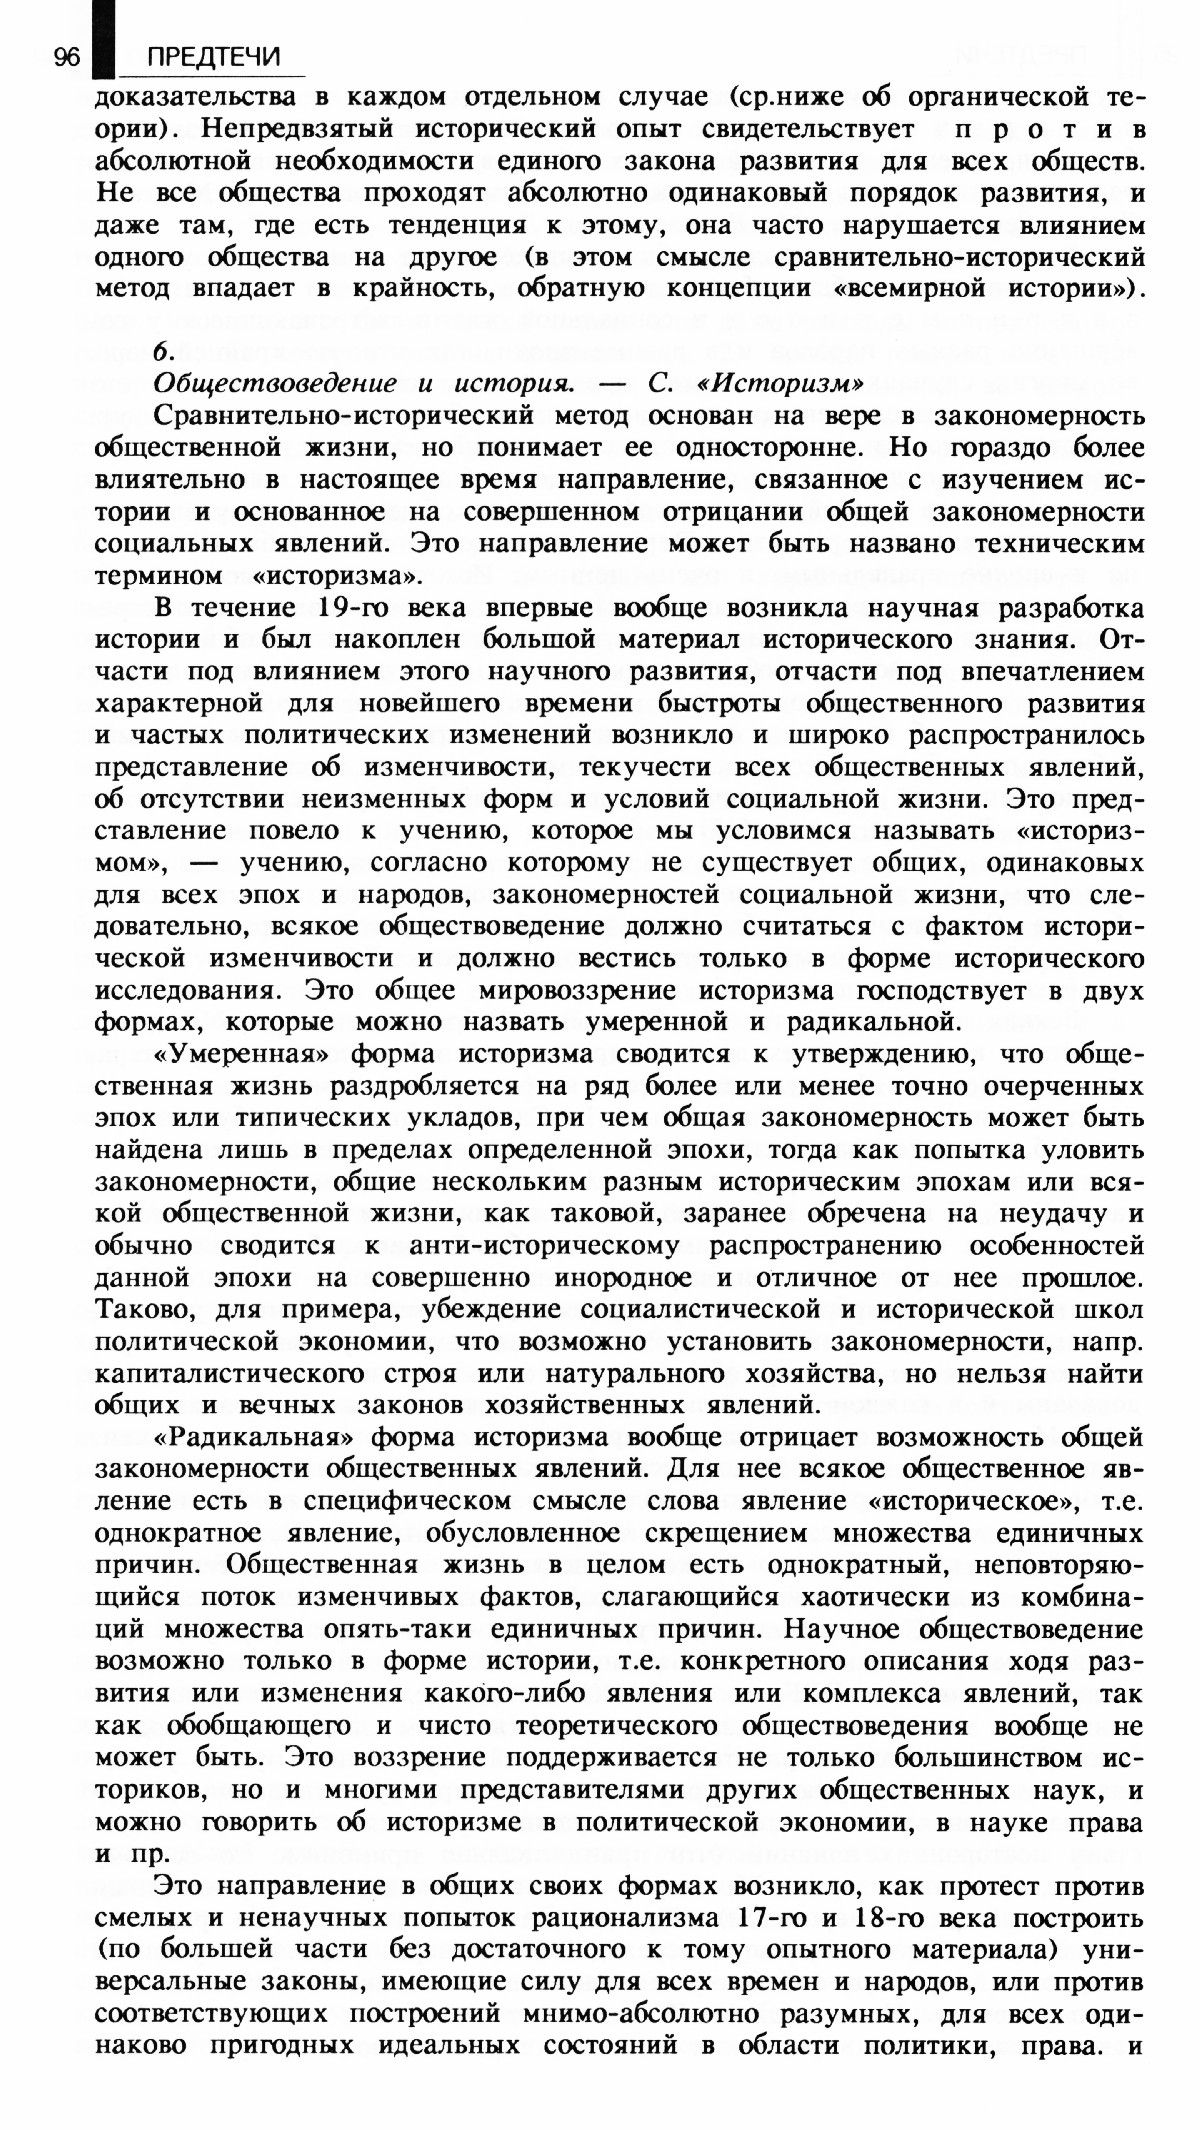 96 ПРЕДТЕЧИ
доказательства в каждом отдельном случае (ср.ниже об органической те-
ории). Непредвзятый исторический опыт свидетельствует п р о т и в
абсолютной необходимости единого закона развития для всех обществ.
Не все общества проходят абсолютно одинаковый порядок развития, и
даже там, где есть тенденция к этому, она часто нарушается влиянием
одного общества на другое (в этом смысле сравнительно-исторический
метод впадает в крайность, обратную концепции «всемирной истории»).
6.
Обществоведение и история. — С. «Историзм»
Сравнительно-исторический метод основан на вере в закономерность
общественной жизни, но понимает ее односторонне. Но гораздо более
влиятельно в настоящее время направление, связанное с изучением ис-
тории и основанное на совершенном отрицании общей закономерности
социальных явлений. Это направление может быть названо техническим
термином «историзма».
В течение 19-го века впервые вообще возникла научная разработка
истории и был накоплен большой материал исторического знания. От-
части под влиянием этого научного развития, отчасти под впечатлением
характерной для новейшего времени быстроты общественного развития
и частых политических изменений возникло и широко распространилось
представление об изменчивости, текучести всех общественных явлений,
об отсутствии неизменных форм и условий социальной жизни. Это пред-
ставление повело к учению, которое мы условимся называть «историз-
мом», — учению, согласно которому не существует общих, одинаковых
для всех эпох и народов, закономерностей социальной жизни, что сле-
довательно, всякое обществоведение должно считаться с фактом истори-
ческой изменчивости и должно вестись только в форме исторического
исследования. Это общее мировоззрение историзма господствует в двух
формах, которые можно назвать умеренной и радикальной.
«Умеренная» форма историзма сводится к утверждению, что обще-
ственная жизнь раздробляется на ряд более или менее точно очерченных
эпох или типических укладов, при чем общая закономерность может быть
найдена лишь в пределах определенной эпохи, тогда как попытка уловить
закономерности, общие нескольким разным историческим эпохам или вся-
кой общественной жизни, как таковой, заранее обречена на неудачу и
обычно сводится к анти-историческому распространению особенностей
данной эпохи на совершенно инородное и отличное от нее прошлое.
Таково, для примера, убеждение социалистической и исторической школ
политической экономии, что возможно установить закономерности, напр.
капиталистического строя или натурального хозяйства, но нельзя найти
общих и вечных законов хозяйственных явлений.
«Радикальная» форма историзма вообще отрицает возможность общей
закономерности общественных явлений. Для нее всякое общественное яв-
ление есть в специфическом смысле слова явление «историческое», т.е.
однократное явление, обусловленное скрещением множества единичных
причин. Общественная жизнь в целом есть однократный, неповторяю-
щийся поток изменчивых фактов, слагающийся хаотически из комбина-
ций множества опять-таки единичных причин. Научное обществоведение
возможно только в форме истории, т.е. конкретного описания ходя раз-
вития или изменения какого-либо явления или комплекса явлений, так
как обобщающего и чисто теоретического обществоведения вообще не
может быть. Это воззрение поддерживается не только большинством ис-
ториков, но и многими представителями других общественных наук, и
можно говорить об историзме в политической экономии, в науке права
и пр.
Это направление в общих своих формах возникло, как протест против
смелых и ненаучных попыток рационализма 17-го и 18-го века построить
(по большей части без достаточного к тому опытного материала) уни-
версальные законы, имеющие силу для всех времен и народов, или против
соответствующих построений мнимо-абсолютно разумных, для всех оди-
наково пригодных идеальных состояний в области политики, права. и